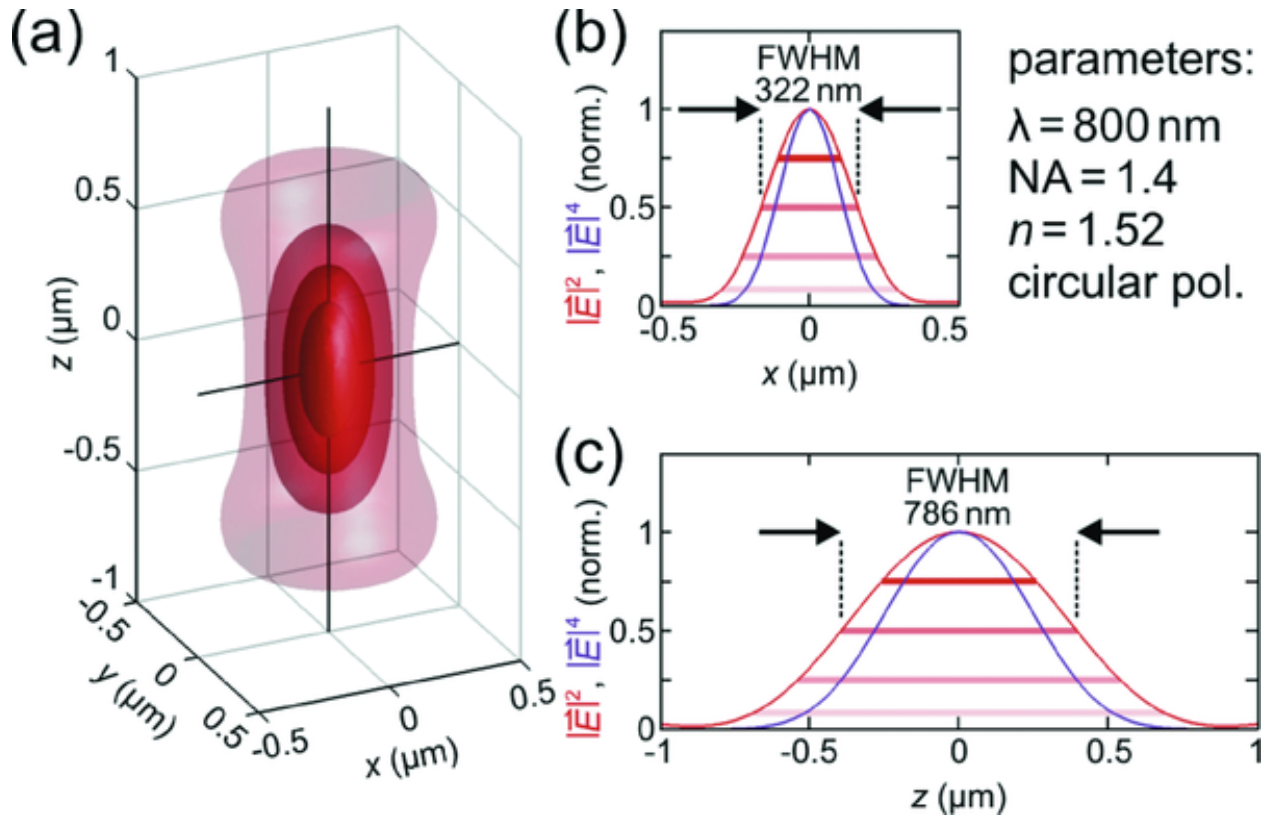 (a)
1
0.5
0
-0.5
-1
z (µm)
-0.5
0
0.5
y (µm)
-0.5
0
0.5
x (µm)
(b)
FWHM
322 nm
1
0.5
0
|E⃗|², |E⃗|⁴ (norm.)
-0.5
0
0.5
x (µm)
parameters:
λ = 800 nm
NA = 1.4
n = 1.52
circular pol.
(c)
FWHM
786 nm
1
0.5
0
|E⃗|², |E⃗|⁴ (norm.)
-1
-0.5
0
0.5
1
z (µm)